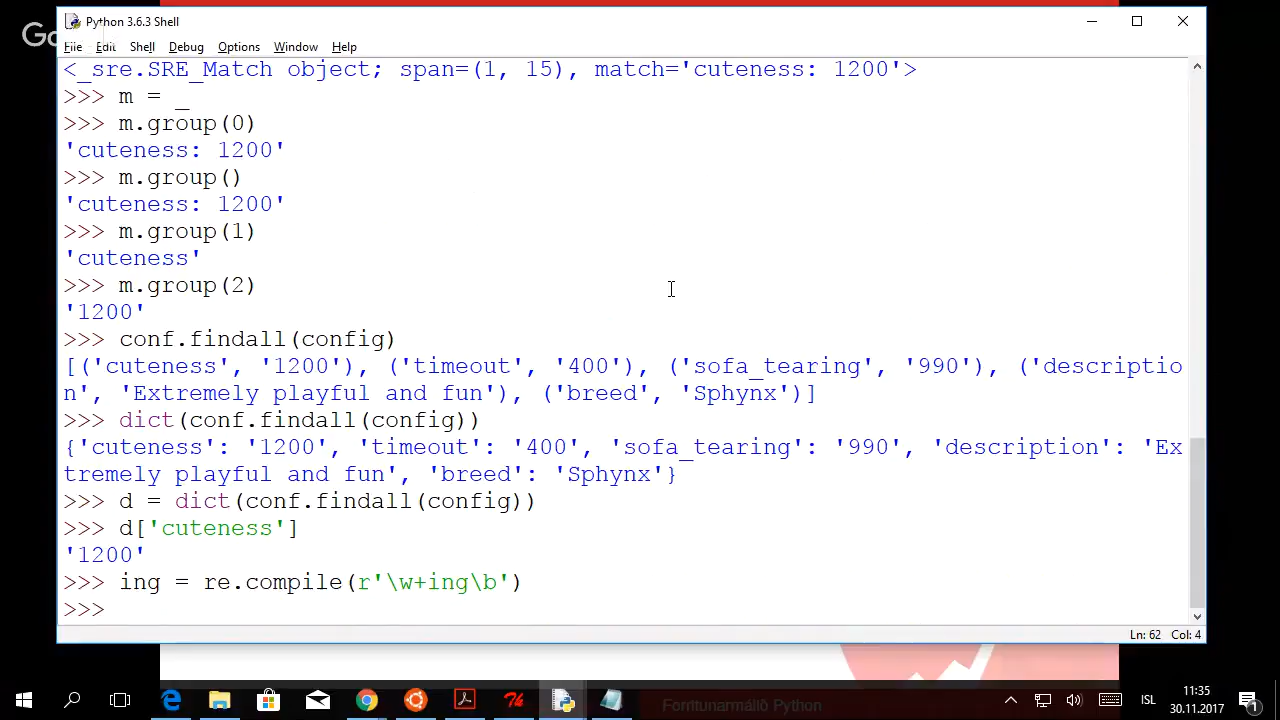 Go
Python 3.6.3 Shell
File Edit Shell Debug Options Window Help
<_sre.SRE_Match object; span=(1, 15), match='cuteness: 1200'>
>>> m = _
>>> m.group(0)
'cuteness: 1200'
>>> m.group()
'cuteness: 1200'
>>> m.group(1)
'cuteness'
>>> m.group(2)
'1200'
>>> conf.findall(config)
[('cuteness', '1200'), ('timeout', '400'), ('sofa_tearing', '990'), ('descriptio
n', 'Extremely playful and fun'), ('breed', 'Sphynx')]
>>> dict(conf.findall(config))
{'cuteness': '1200', 'timeout': '400', 'sofa_tearing': '990', 'description': 'Ex
tremely playful and fun', 'breed': 'Sphynx'}
>>> d = dict(conf.findall(config))
>>> d['cuteness']
'1200'
>>> ing = re.compile(r'\w+ing\b')
>>>
Ln: 62 Col: 4
Forritunarmálið Python
ISL
11:35
30.11.2017
1